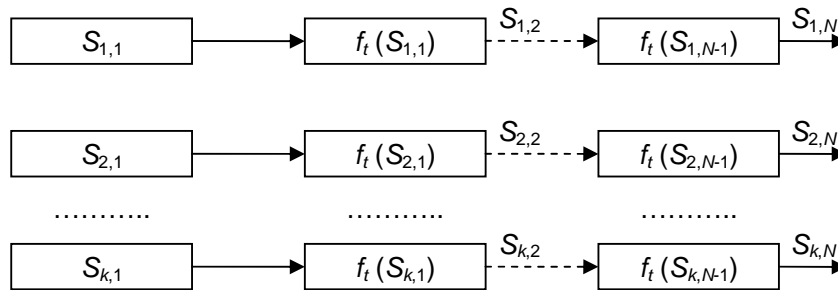 S1,2 S1,N
S1,1 ft (S1,1) ft (S1,N-1)
S2,2 S2,N
S2,1 ft (S2,1) ft (S2,N-1)
……….. ……….. ………..
Sk,2 Sk,N
Sk,1 ft (Sk,1) ft (Sk,N-1)